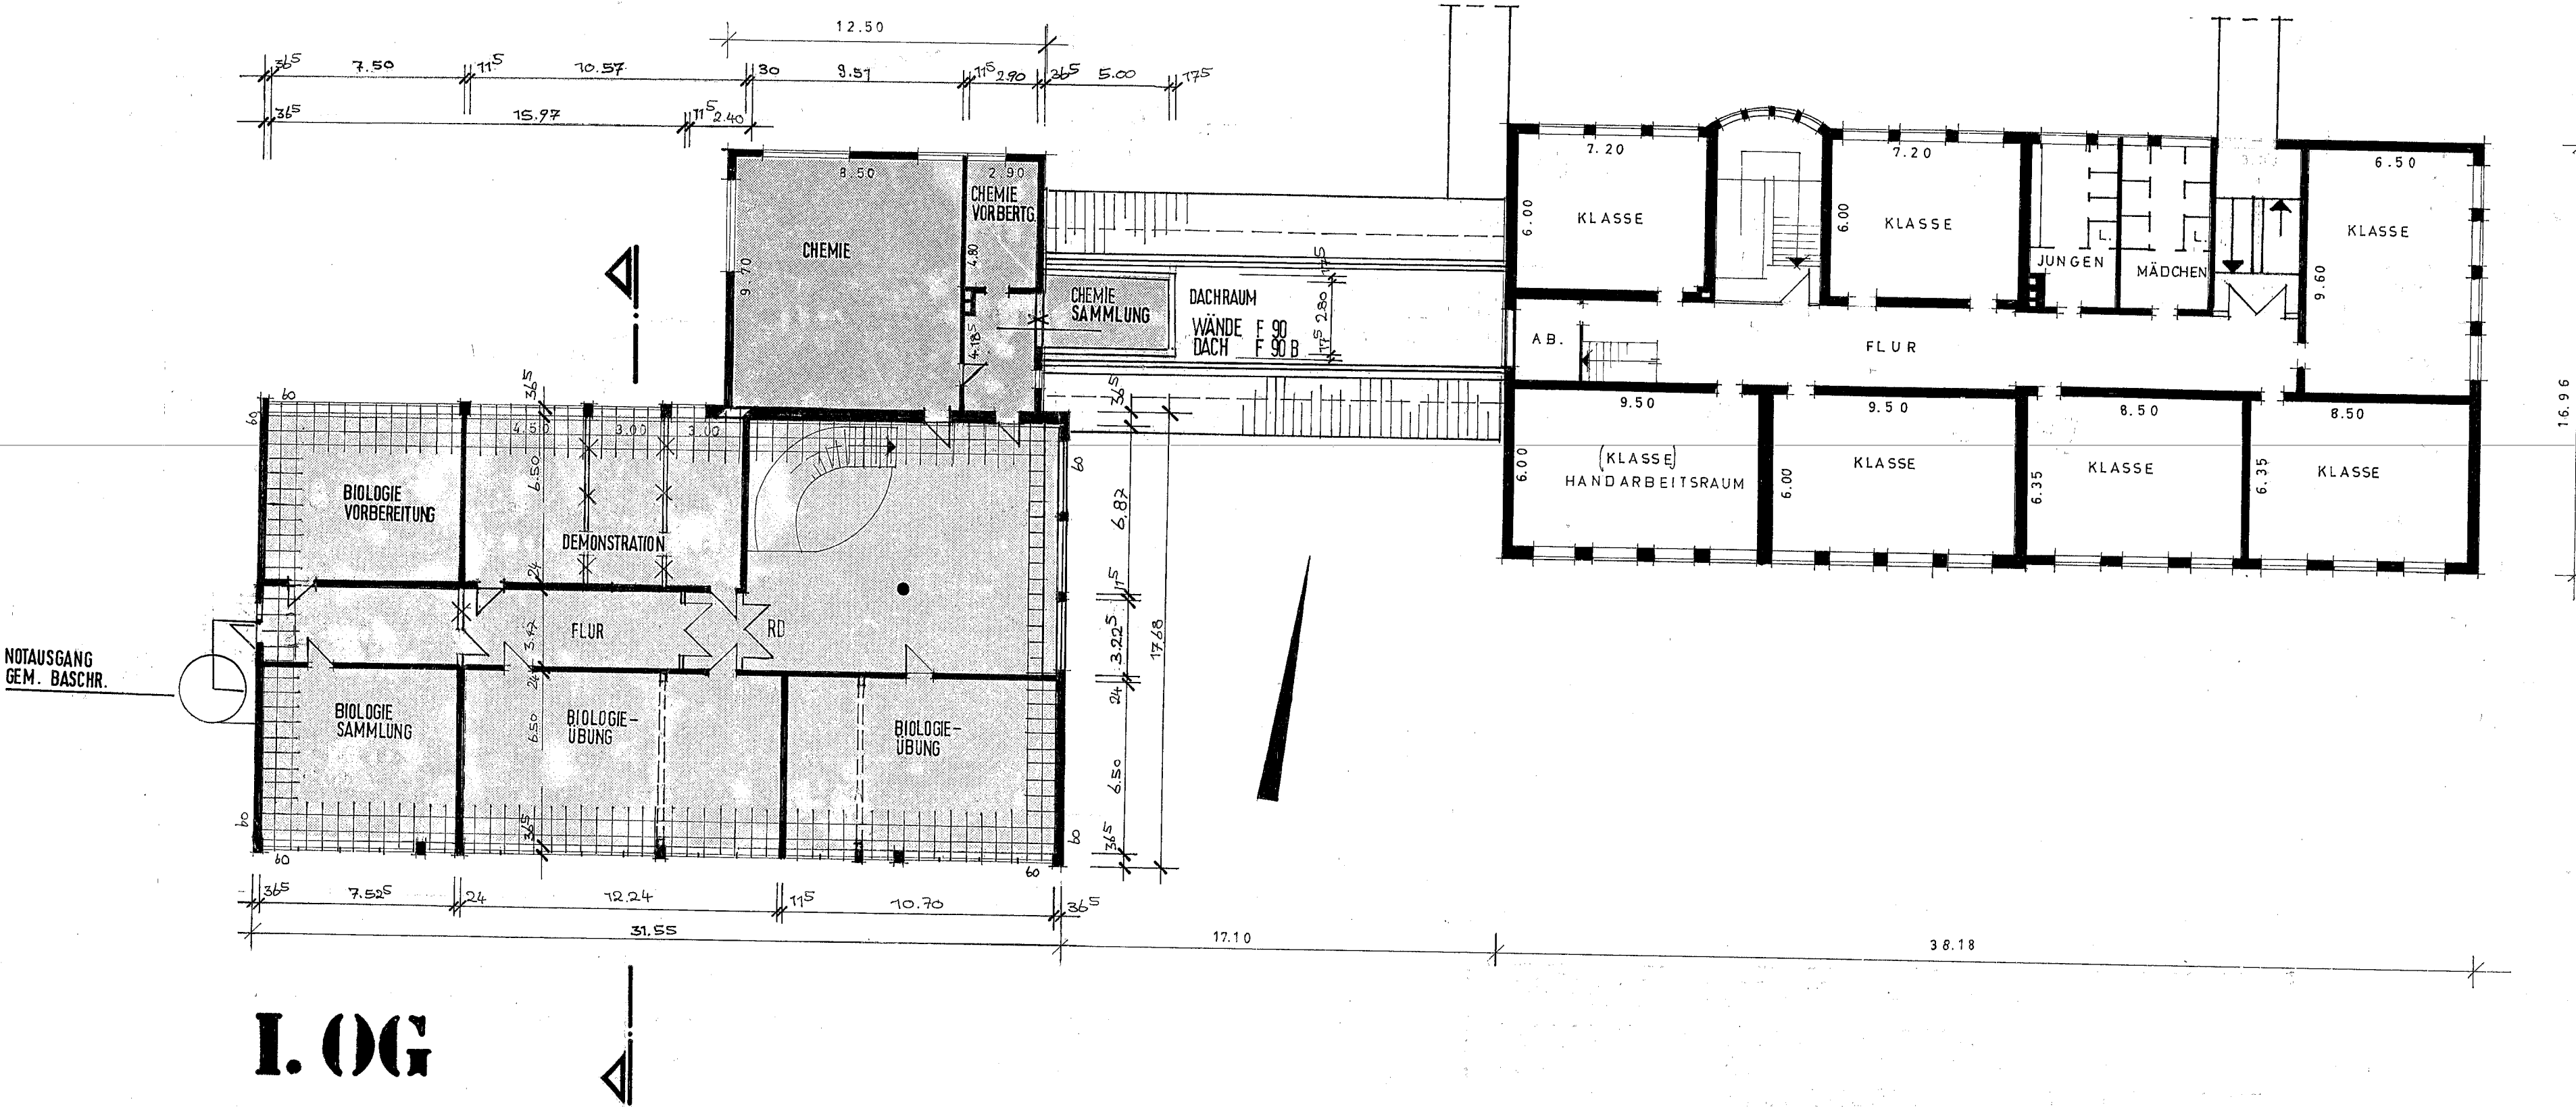 12.50
36⁵ 7.50 11⁵ 10.57 30 9.51 11⁵ 2.90 36⁵ 5.00 17⁵
36⁵ 15.97 11⁵ 2.40
8.50 2.90
CHEMIE
VORBERTG.
CHEMIE
9.70
4.80
4.18⁵
CHEMIE
SAMMLUNG
DACHRAUM
WÄNDE F 90
DACH F 90 B
17⁵ 2.80 17⁵
7.20
6.00
KLASSE
7.20
6.00
KLASSE
JUNGEN
L.
MÄDCHEN
L.
6.50
KLASSE
9.60
AB.
FLUR
9.50
6.00
(KLASSE)
HANDARBEITSRAUM
9.50
6.00
KLASSE
8.50
6.35
KLASSE
8.50
6.35
KLASSE
16.96
60
60
36⁵
4.50 3.00 3.00
6.50
BIOLOGIE
VORBEREITUNG
DEMONSTRATION
24
FLUR
3.47
RD
24
NOTAUSGANG
GEM. BASCHR.
BIOLOGIE
SAMMLUNG
BIOLOGIE-
ÜBUNG
6.50
BIOLOGIE-
ÜBUNG
36⁵
60
60
60
60
60
36⁵
6.87
11⁵
3.22⁵
24
6.50
36⁵
17.68
36⁵ 7.52⁵ 24 12.24 11⁵ 10.70 36⁵
31.55 17.10 38.18
I. OG